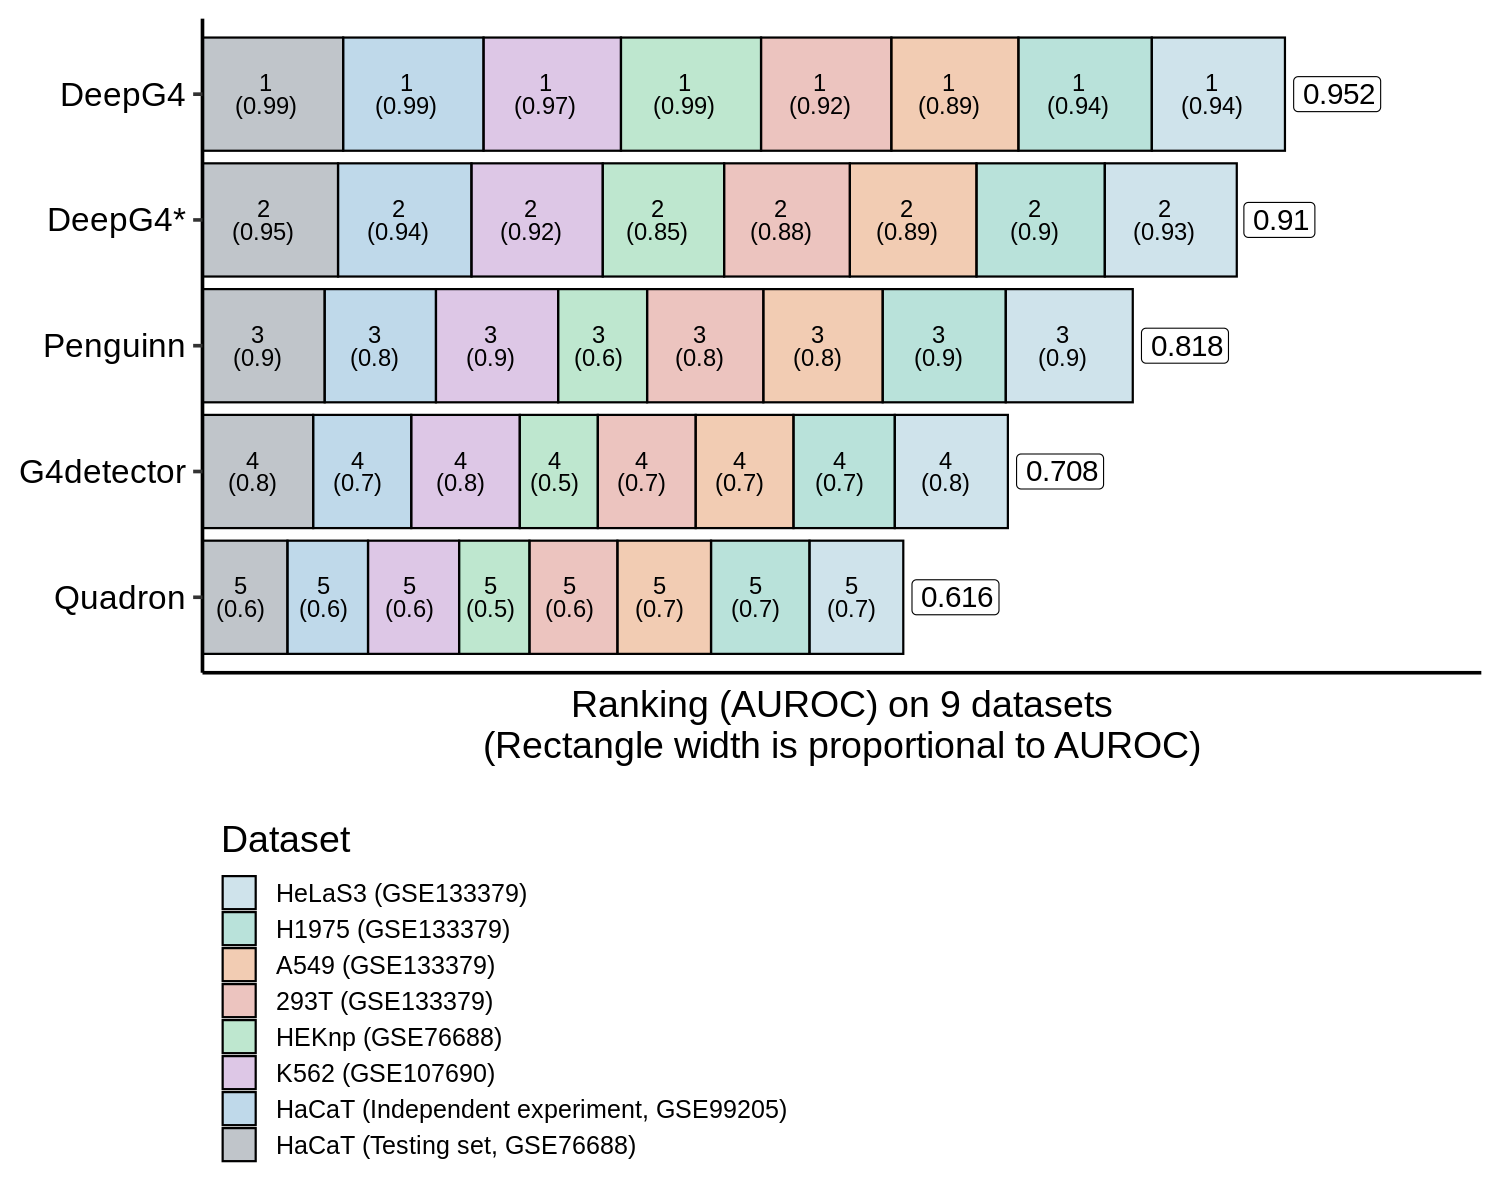 DeepG4
1 1 1 1 1 1 1 1
(0.99) (0.99) (0.97) (0.99) (0.92) (0.89) (0.94) (0.94)
0.952
DeepG4*
2 2 2 2 2 2 2 2
(0.95) (0.94) (0.92) (0.85) (0.88) (0.89) (0.9) (0.93)
0.91
Penguinn
3 3 3 3 3 3 3 3
(0.9) (0.8) (0.9) (0.6) (0.8) (0.8) (0.9) (0.9)
0.818
G4detector
4 4 4 4 4 4 4 4
(0.8) (0.7) (0.8) (0.5) (0.7) (0.7) (0.7) (0.8)
0.708
Quadron
5 5 5 5 5 5 5 5
(0.6) (0.6) (0.6) (0.5) (0.6) (0.7) (0.7) (0.7)
0.616
Ranking (AUROC) on 9 datasets
(Rectangle width is proportional to AUROC)
Dataset
HeLaS3 (GSE133379)
H1975 (GSE133379)
A549 (GSE133379)
293T (GSE133379)
HEKnp (GSE76688)
K562 (GSE107690)
HaCaT (Independent experiment, GSE99205)
HaCaT (Testing set, GSE76688)